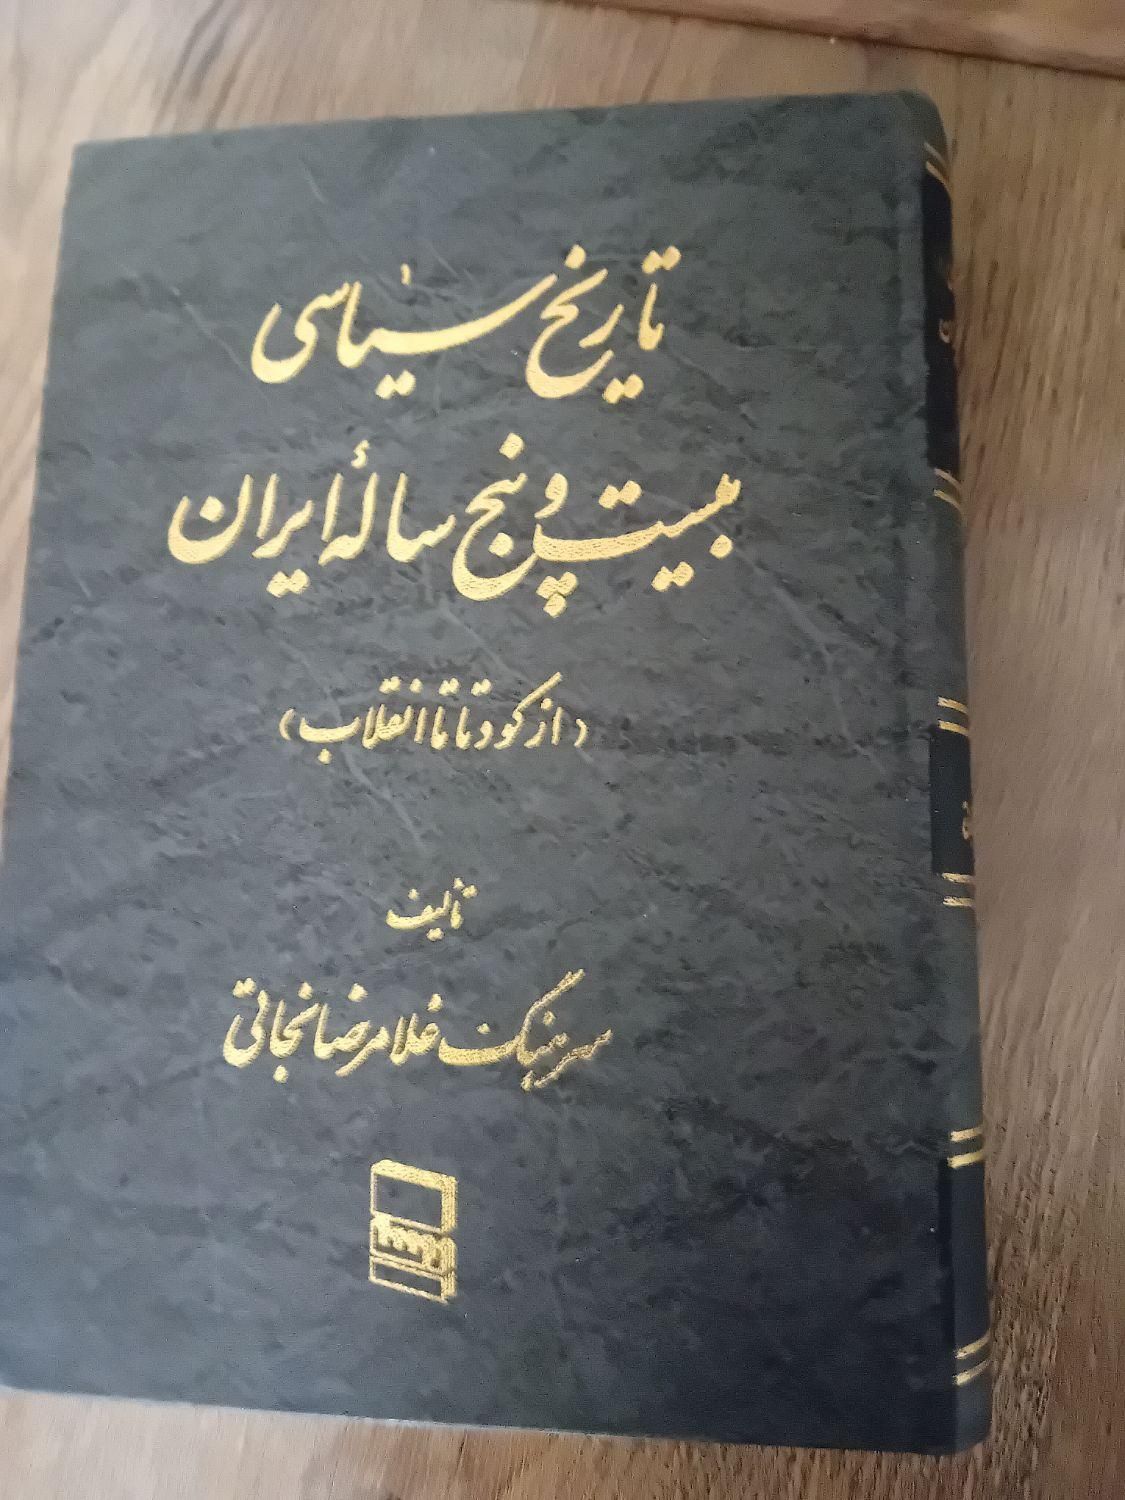 تاریخ سیاسی
بیست و پنج سالهٔ ایران
(از کودتا تا انقلاب)
تألیف
سرهنگ غلامرضا نجاتی